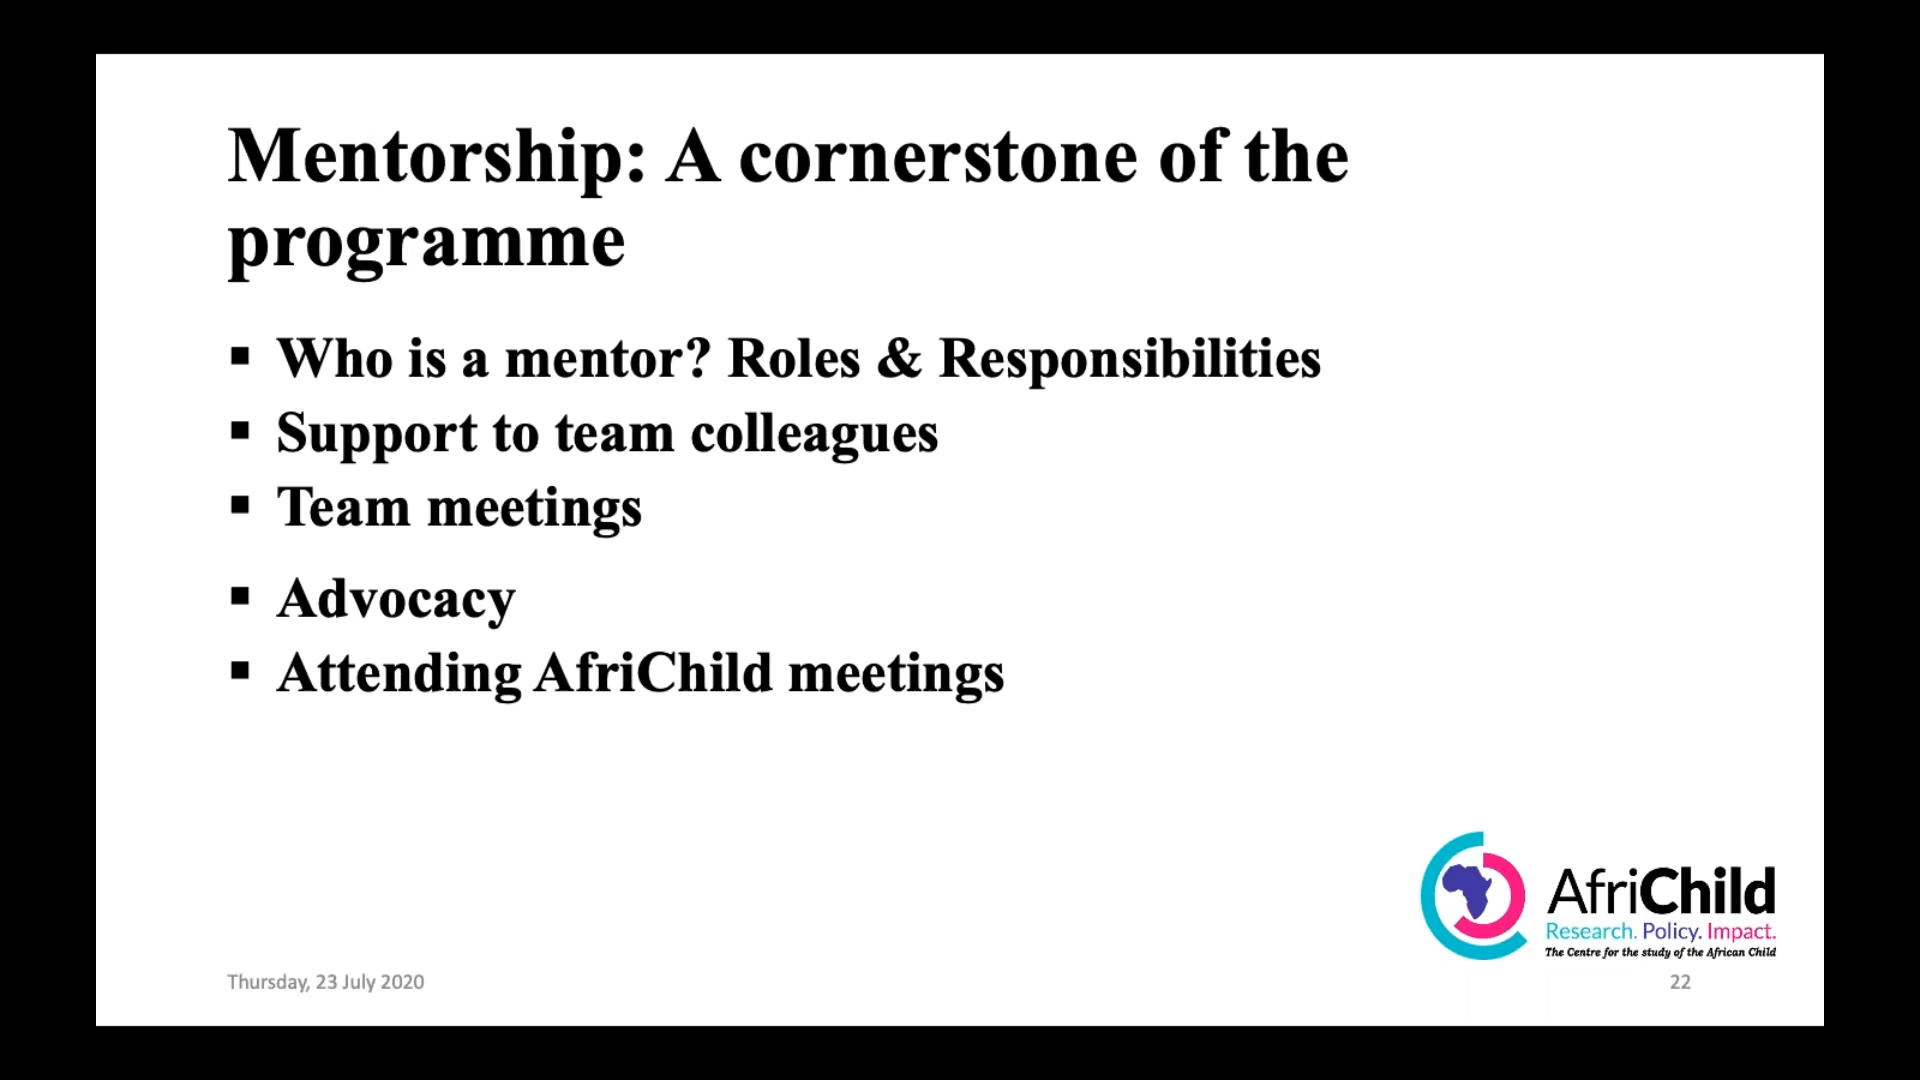 Mentorship: A cornerstone of the
programme
▪ Who is a mentor? Roles & Responsibilities
▪ Support to team colleagues
▪ Team meetings
▪ Advocacy
▪ Attending AfriChild meetings
AfriChild
Research. Policy. Impact.
The Centre for the study of the African Child
Thursday, 23 July 2020
22